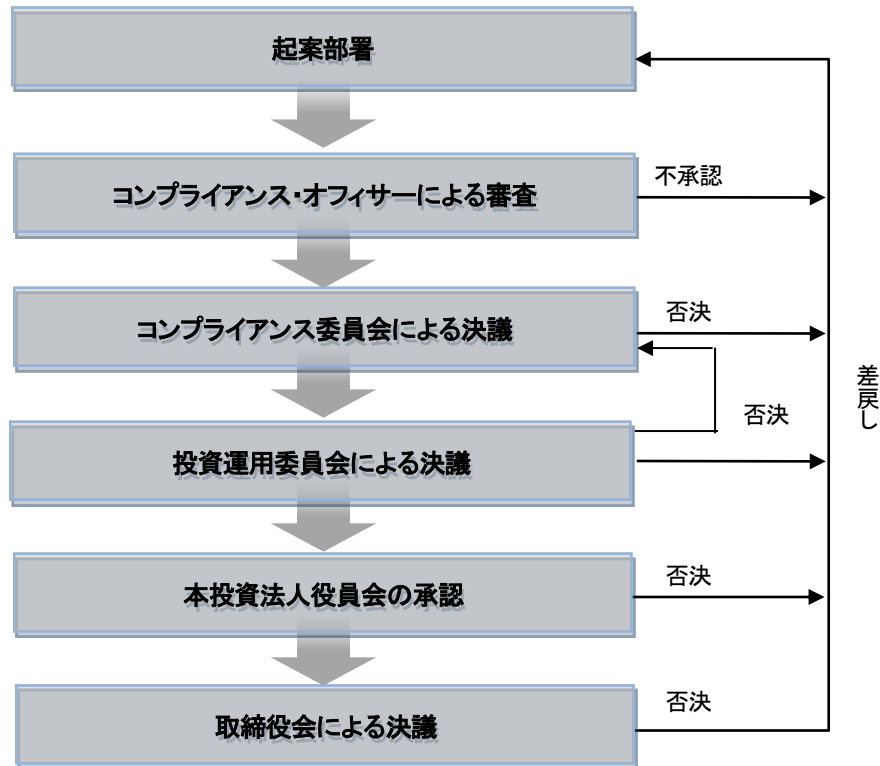 起案部署
コンプライアンス・オフィサーによる審査
不承認
コンプライアンス委員会による決議
否決
投資運用委員会による決議
否決
本投資法人役員会の承認
否決
取締役会による決議
否決
差戻し